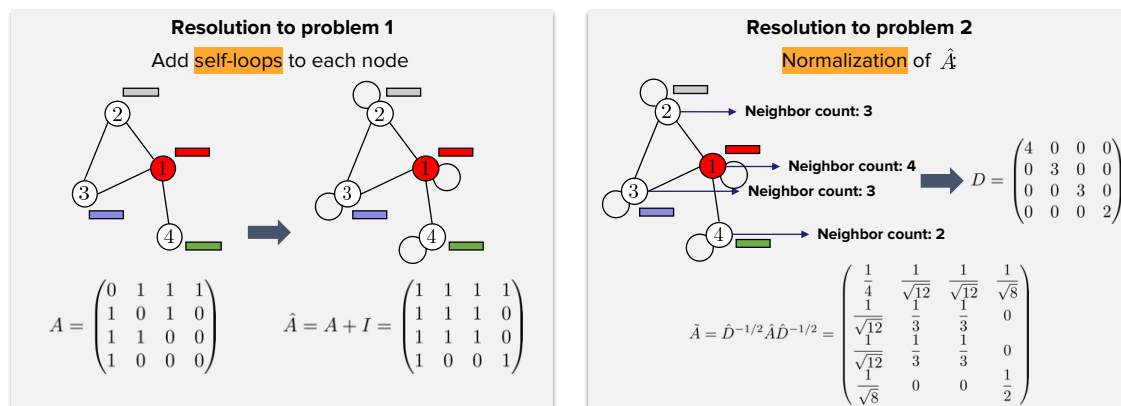 Resolution to problem 1
Add self-loops to each node
2
1
3
4
2
1
3
4
A = (0 1 1 1
1 0 1 0
1 1 0 0
1 0 0 0)
Â = A + I = (1 1 1 1
1 1 1 0
1 1 1 0
1 0 0 1)
Resolution to problem 2
Normalization of Â:
2
Neighbor count: 3
1
Neighbor count: 4
3
Neighbor count: 3
4
Neighbor count: 2
D = (4 0 0 0
0 3 0 0
0 0 3 0
0 0 0 2)
Ã = D̂^{-1/2} Â D̂^{-1/2} = (1/4 1/√12 1/√12 1/√8
1/√12 1/3 1/3 0
1/√12 1/3 1/3 0
1/√8 0 0 1/2)